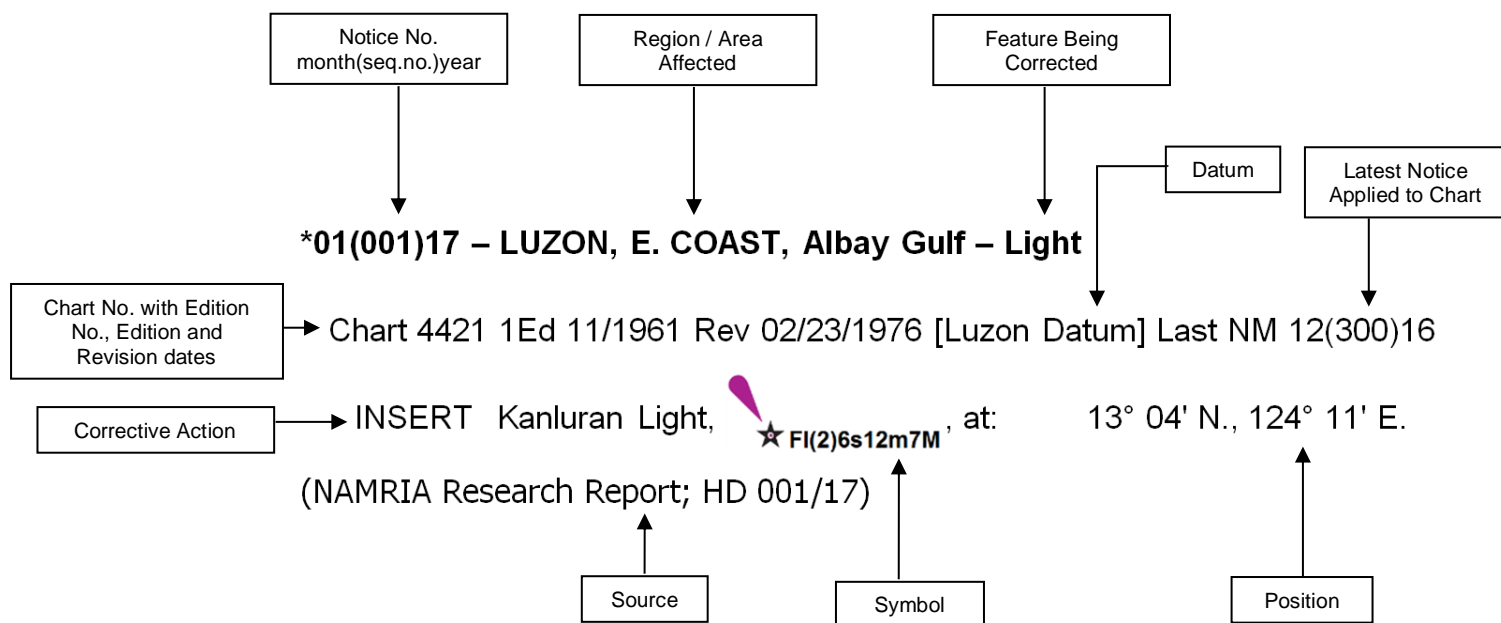 Notice No.
month(seq.no.)year
Region / Area
Affected
Feature Being
Corrected
Datum
Latest Notice
Applied to Chart
*01(001)17 – LUZON, E. COAST, Albay Gulf – Light
Chart No. with Edition
No., Edition and
Revision dates
Chart 4421 1Ed 11/1961 Rev 02/23/1976 [Luzon Datum] Last NM 12(300)16
Corrective Action
INSERT Kanluran Light, Fl(2)6s12m7M, at: 13° 04' N., 124° 11' E.
(NAMRIA Research Report; HD 001/17)
Source
Symbol
Position